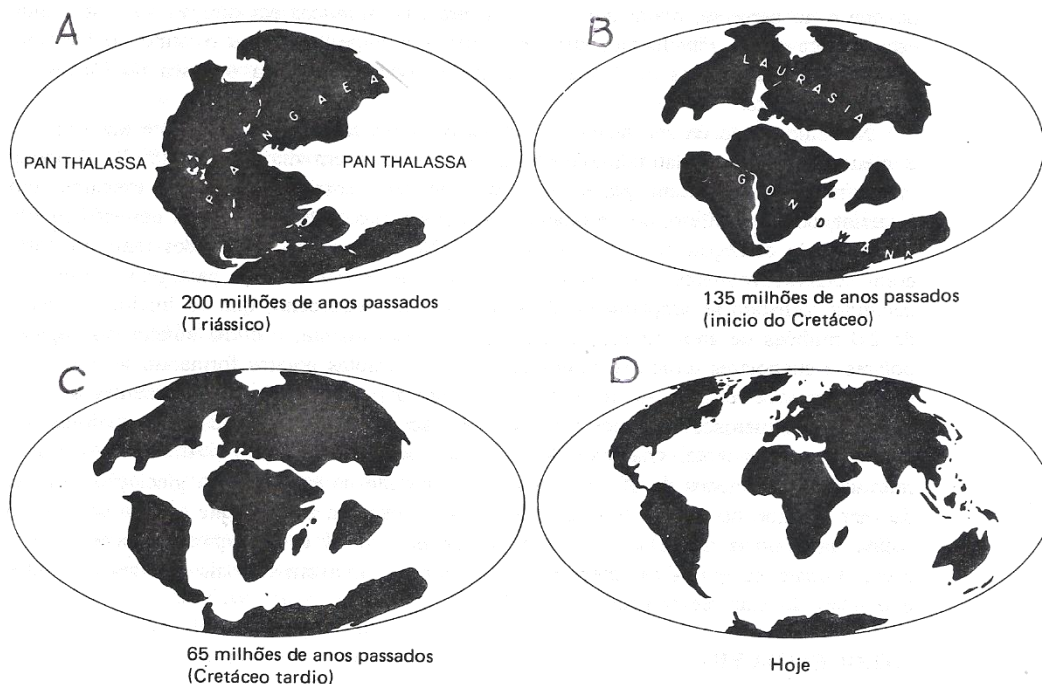 A
B
PANGAEA
PAN THALASSA
PAN THALASSA
LAURASIA
GONDWANA
200 milhões de anos passados
(Triássico)
135 milhões de anos passados
(inicio do Cretáceo)
C
D
65 milhões de anos passados
(Cretáceo tardio)
Hoje